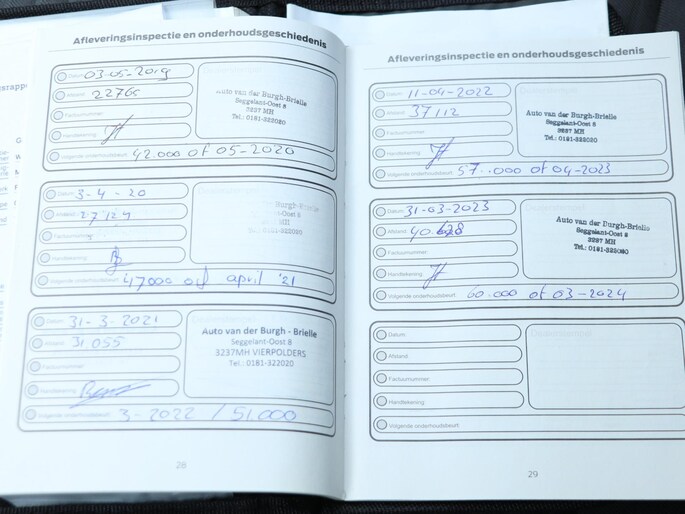 Afleveringsinspectie en onderhoudsgeschiedenis
Datum: 03-05-2019
Afstand: 22765
Factuurnummer:
Handtekening:
Volgende onderhoudsbeurt: 42.000 of 05-2020
Auto van der Burgh-Brielle
Seggelant-Oost 8
3237 MH
Tel.: 0181-322020
Datum: 3-4-20
Afstand: 27124
Factuurnummer:
Handtekening:
Volgende onderhoudsbeurt: 47000 of april '21
Burgh-Brielle
-Oost 8
MH
322020
Datum: 31-3-2021
Afstand: 31055
Factuurnummer:
Handtekening:
Volgende onderhoudsbeurt: 3-2022 / 51.000
Auto van der Burgh - Brielle
Seggelant-Oost 8
3237MH VIERPOLDERS
Tel.: 0181-322020
28
Afleveringsinspectie en onderhoudsgeschiedenis
Datum: 11-04-2022
Afstand: 37112
Factuurnummer:
Handtekening:
Volgende onderhoudsbeurt: 57.000 of 04-2023
Auto van der Burgh-Brielle
Seggelant-Oost 8
3237 MH
Tel.: 0181-322020
Datum: 31-03-2023
Afstand: 40.628
Factuurnummer:
Handtekening:
Volgende onderhoudsbeurt: 60.000 of 03-2024
Auto van der Burgh-Brielle
Seggelant-Oost 8
3237 MH
Tel.: 0181-322020
Datum:
Afstand:
Factuurnummer:
Handtekening:
Volgende onderhoudsbeurt:
29